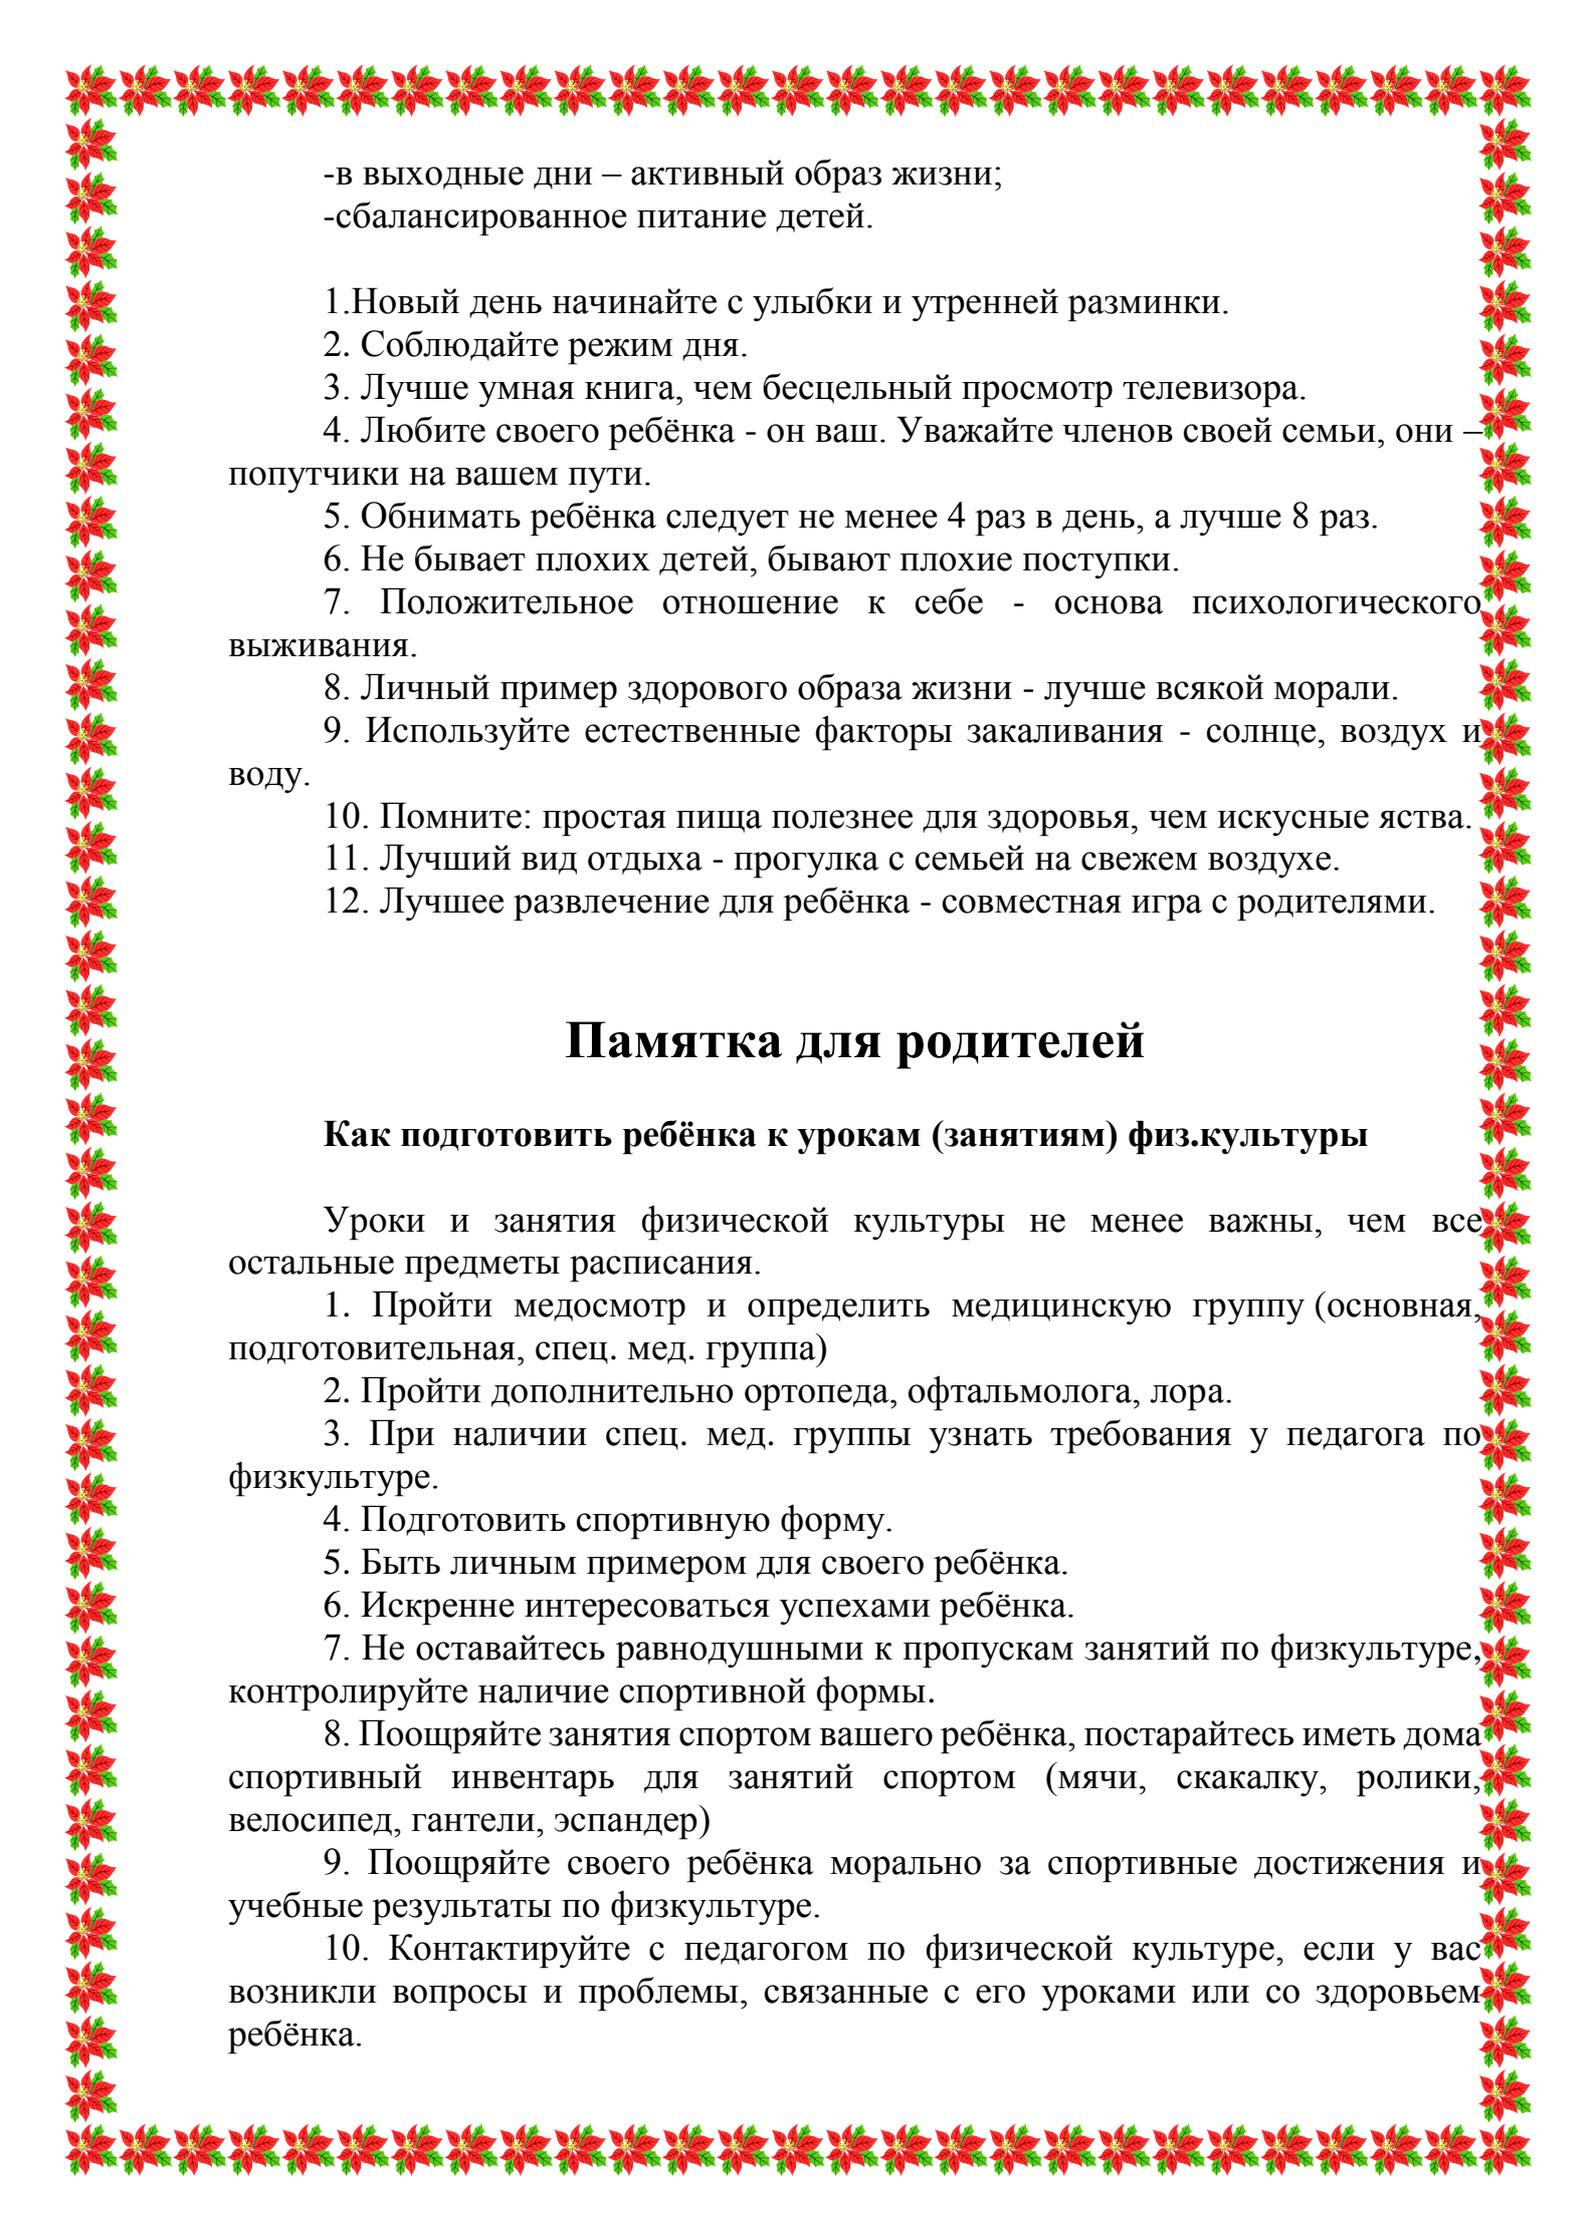 -в выходные дни – активный образ жизни;
-сбалансированное питание детей.
1.Новый день начинайте с улыбки и утренней разминки.
2. Соблюдайте режим дня.
3. Лучше умная книга, чем бесцельный просмотр телевизора.
4. Любите своего ребёнка - он ваш. Уважайте членов своей семьи, они –
попутчики на вашем пути.
5. Обнимать ребёнка следует не менее 4 раз в день, а лучше 8 раз.
6. Не бывает плохих детей, бывают плохие поступки.
7. Положительное отношение к себе - основа психологического
выживания.
8. Личный пример здорового образа жизни - лучше всякой морали.
9. Используйте естественные факторы закаливания - солнце, воздух и
воду.
10. Помните: простая пища полезнее для здоровья, чем искусные яства.
11. Лучший вид отдыха - прогулка с семьей на свежем воздухе.
12. Лучшее развлечение для ребёнка - совместная игра с родителями.
Памятка для родителей
Как подготовить ребёнка к урокам (занятиям) физ.культуры
Уроки и занятия физической культуры не менее важны, чем все
остальные предметы расписания.
1. Пройти медосмотр и определить медицинскую группу (основная,
подготовительная, спец. мед. группа)
2. Пройти дополнительно ортопеда, офтальмолога, лора.
3. При наличии спец. мед. группы узнать требования у педагога по
физкультуре.
4. Подготовить спортивную форму.
5. Быть личным примером для своего ребёнка.
6. Искренне интересоваться успехами ребёнка.
7. Не оставайтесь равнодушными к пропускам занятий по физкультуре,
контролируйте наличие спортивной формы.
8. Поощряйте занятия спортом вашего ребёнка, постарайтесь иметь дома
спортивный инвентарь для занятий спортом (мячи, скакалку, ролики,
велосипед, гантели, эспандер)
9. Поощряйте своего ребёнка морально за спортивные достижения и
учебные результаты по физкультуре.
10. Контактируйте с педагогом по физической культуре, если у вас
возникли вопросы и проблемы, связанные с его уроками или со здоровьем
ребёнка.